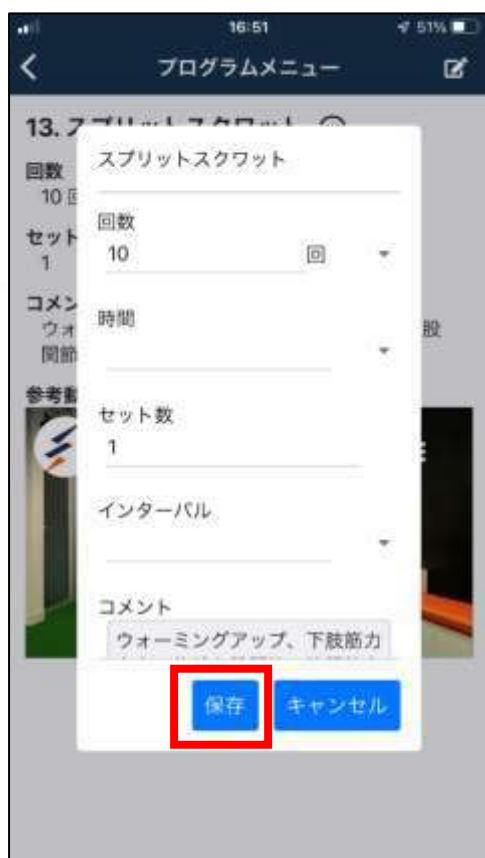 16:51
51%
プログラムメニュー
13. スプリットスクワット
回数
10 回
セット
1
コメン
ウォ
股
関節
参考動
スプリットスクワット
回数
10 回
時間
セット数
1
インターバル
コメント
ウォーミングアップ、下肢筋力
保存 キャンセル